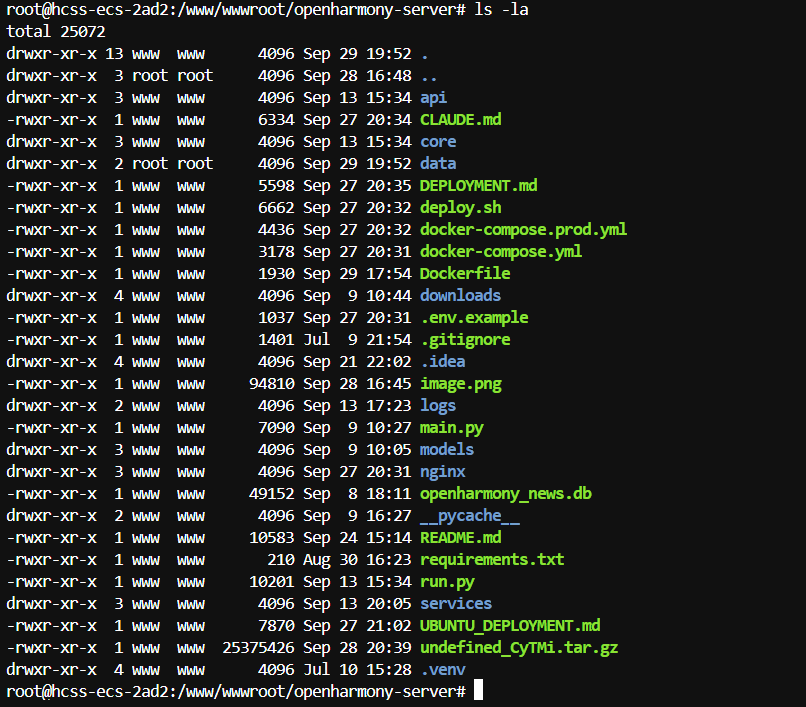 root@hcss-ecs-2ad2:/www/wwwroot/openharmony-server# ls -la
total 25072
drwxr-xr-x 13 www  www      4096 Sep 29 19:52 .
drwxr-xr-x  3 root root     4096 Sep 28 16:48 ..
drwxr-xr-x  3 www  www      4096 Sep 13 15:34 api
-rwxr-xr-x  1 www  www      6334 Sep 27 20:34 CLAUDE.md
drwxr-xr-x  3 www  www      4096 Sep 13 15:34 core
drwxr-xr-x  2 root root     4096 Sep 29 19:52 data
-rwxr-xr-x  1 www  www      5598 Sep 27 20:35 DEPLOYMENT.md
-rwxr-xr-x  1 www  www      6662 Sep 27 20:32 deploy.sh
-rwxr-xr-x  1 www  www      4436 Sep 27 20:32 docker-compose.prod.yml
-rwxr-xr-x  1 www  www      3178 Sep 27 20:31 docker-compose.yml
-rwxr-xr-x  1 www  www      1930 Sep 29 17:54 Dockerfile
drwxr-xr-x  4 www  www      4096 Sep  9 10:44 downloads
-rwxr-xr-x  1 www  www      1037 Sep 27 20:31 .env.example
-rwxr-xr-x  1 www  www      1401 Jul  9 21:54 .gitignore
drwxr-xr-x  4 www  www      4096 Sep 21 22:02 .idea
-rwxr-xr-x  1 www  www     94810 Sep 28 16:45 image.png
drwxr-xr-x  2 www  www      4096 Sep 13 17:23 logs
-rwxr-xr-x  1 www  www      7090 Sep  9 10:27 main.py
drwxr-xr-x  3 www  www      4096 Sep  9 10:05 models
drwxr-xr-x  3 www  www      4096 Sep 27 20:31 nginx
-rwxr-xr-x  1 www  www     49152 Sep  8 18:11 openharmony_news.db
drwxr-xr-x  2 www  www      4096 Sep  9 16:27 __pycache__
-rwxr-xr-x  1 www  www     10583 Sep 24 15:14 README.md
-rwxr-xr-x  1 www  www       210 Aug 30 16:23 requirements.txt
-rwxr-xr-x  1 www  www     10201 Sep 13 15:34 run.py
drwxr-xr-x  3 www  www      4096 Sep 13 20:05 services
-rwxr-xr-x  1 www  www      7870 Sep 27 21:02 UBUNTU_DEPLOYMENT.md
-rwxr-xr-x  1 www  www  25375426 Sep 28 20:39 undefined_CyTMi.tar.gz
drwxr-xr-x  4 www  www      4096 Jul 10 15:28 .venv
root@hcss-ecs-2ad2:/www/wwwroot/openharmony-server#